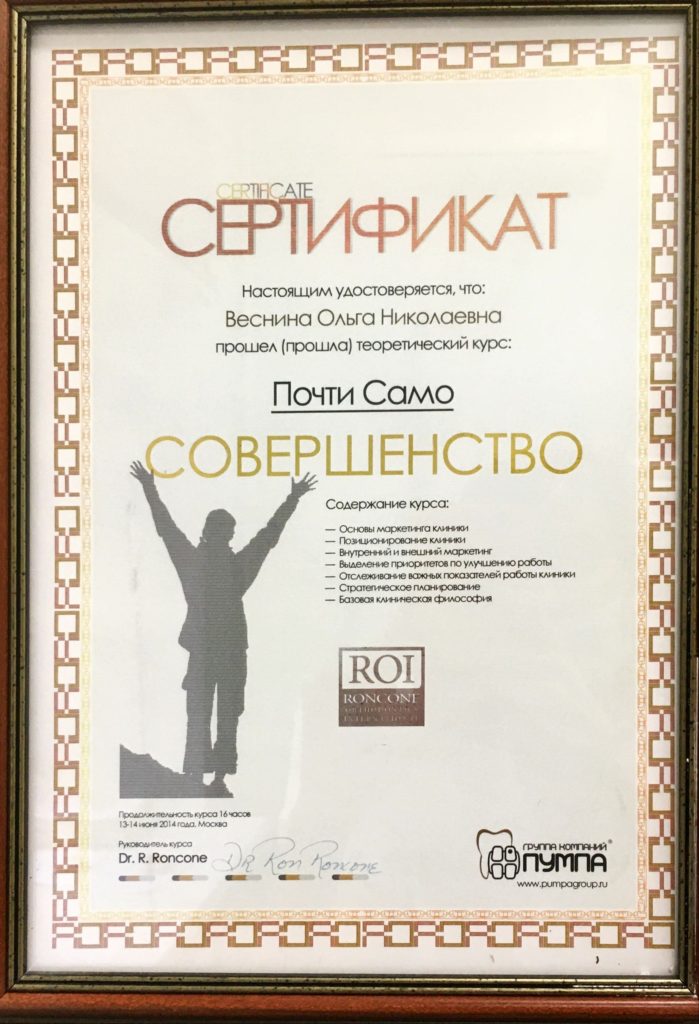 CERTIFICATE
СЕРТИФИКАТ
Настоящим удостоверяется, что:
Веснина Ольга Николаевна
прошел (прошла) теоретический курс:
Почти Само
СОВЕРШЕНСТВО
Содержание курса:
— Основы маркетинга клиники
— Позиционирование клиники
— Внутренний и внешний маркетинг
— Выделение приоритетов по улучшению работы
— Отслеживание важных показателей работы клиники
— Стратегическое планирование
— Базовая клиническая философия
ROI
RONCONE
ORTHODONTICS
INTERNATIONAL
Продолжительность курса 16 часов
13-14 июня 2014 года, Москва
Руководитель курса
Dr. R. Roncone
DR Ron Roncone
ГРУППА КОМПАНИЙ
ПУМПА®
www.pumpagroup.ru